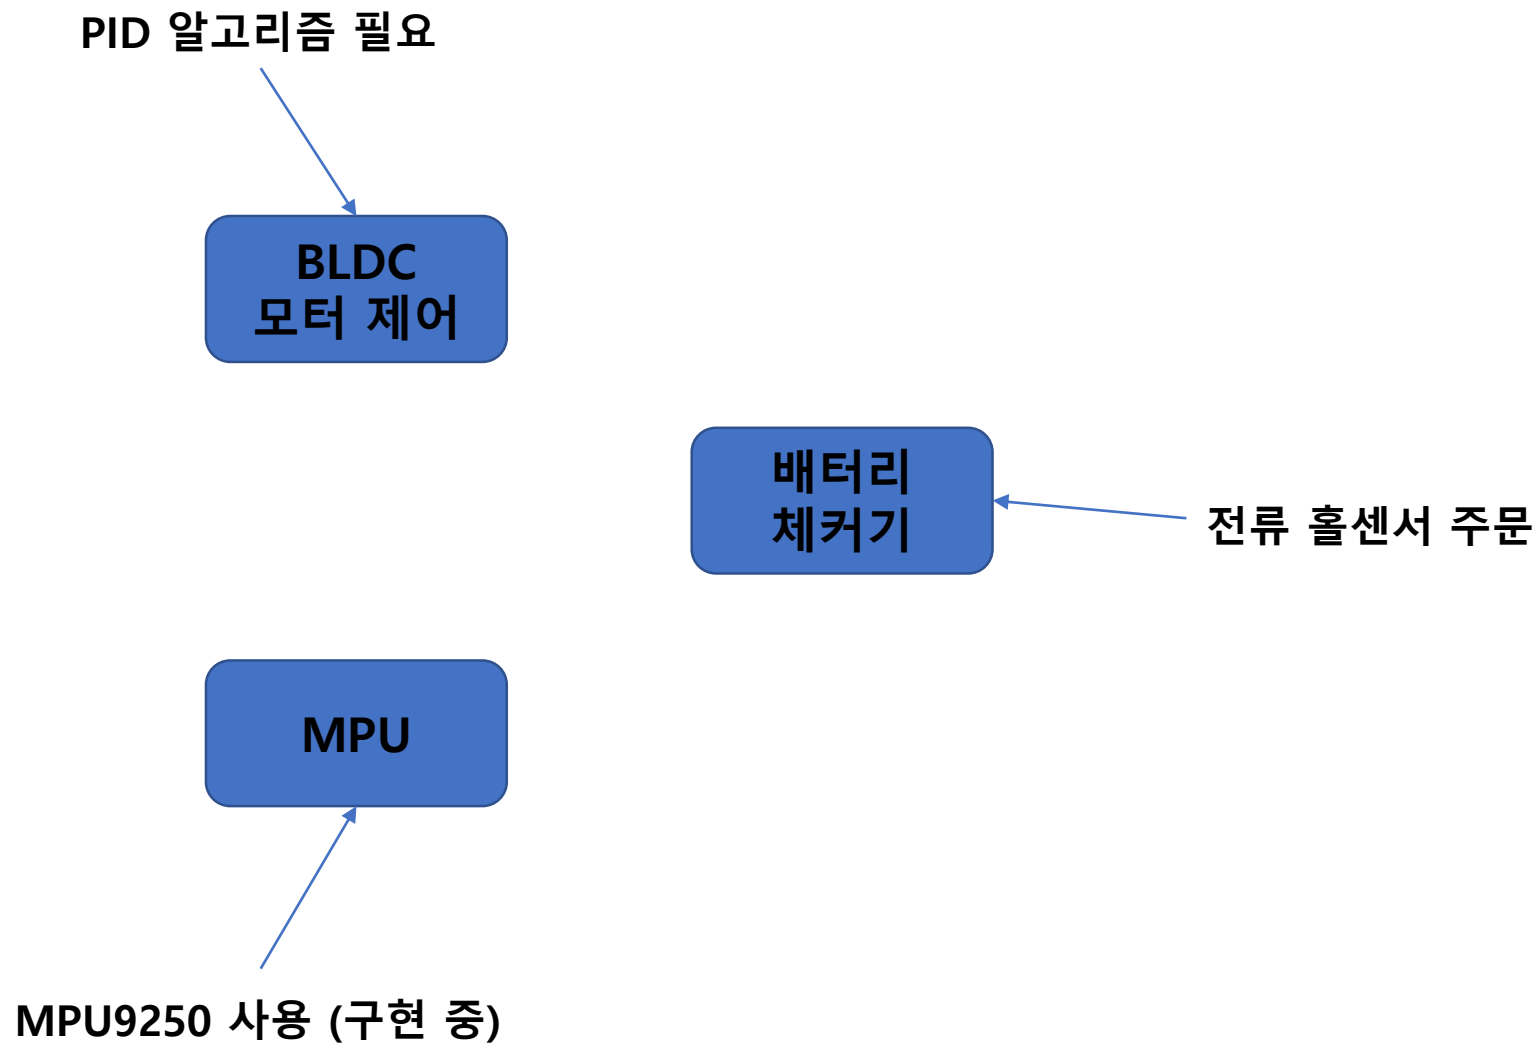 PID 알고리즘 필요
BLDC
모터 제어
배터리
체커기
전류 홀센서 주문
MPU
MPU9250 사용 (구현 중)